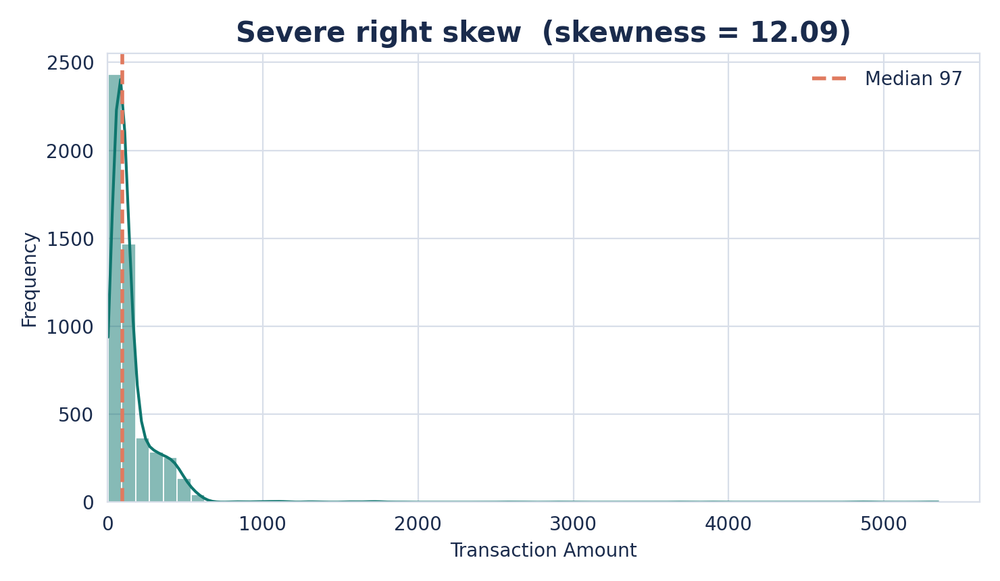 Severe right skew  (skewness = 12.09)
Median 97
2500
2000
1500
1000
500
0
Frequency
0 1000 2000 3000 4000 5000
Transaction Amount